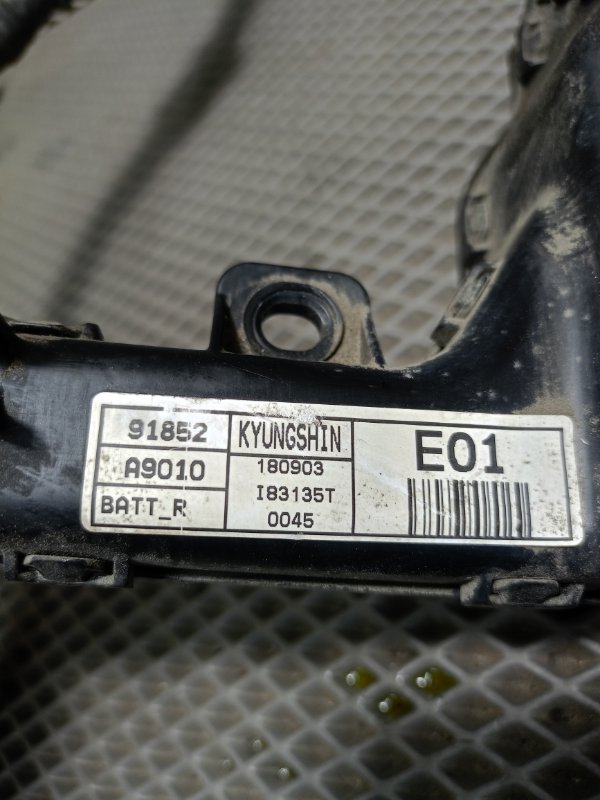 91852
A9010
BATT_R
KYUNGSHIN
180903
I83135T
0045
E01